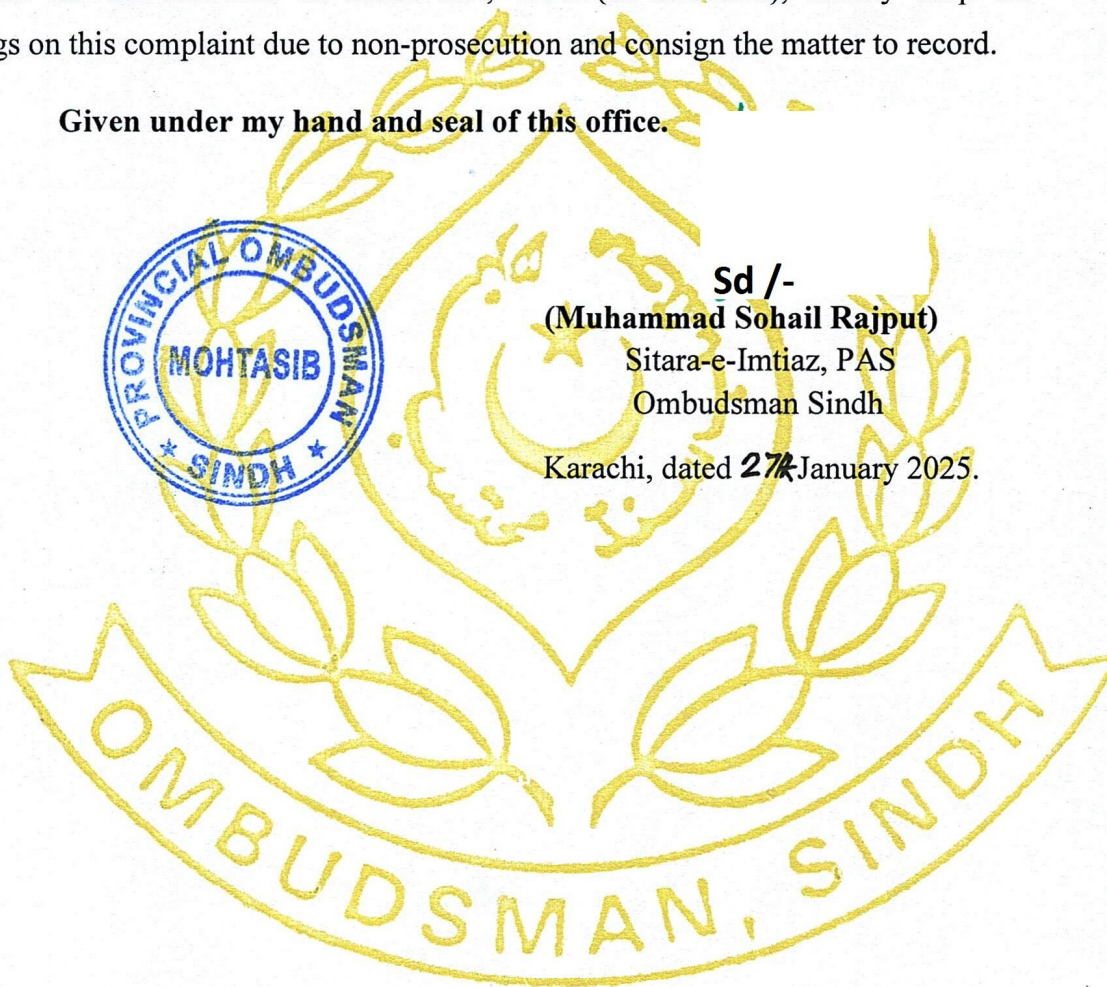 gs on this complaint due to non-prosecution and consign the matter to record.
Given under my hand and seal of this office.
PROVINCIAL OMBUDSMAN
MOHTASIB
★ SINDH ★
Sd /-
(Muhammad Sohail Rajput)
Sitara-e-Imtiaz, PAS
Ombudsman Sindh
Karachi, dated 27th January 2025.
OMBUDSMAN, SINDH